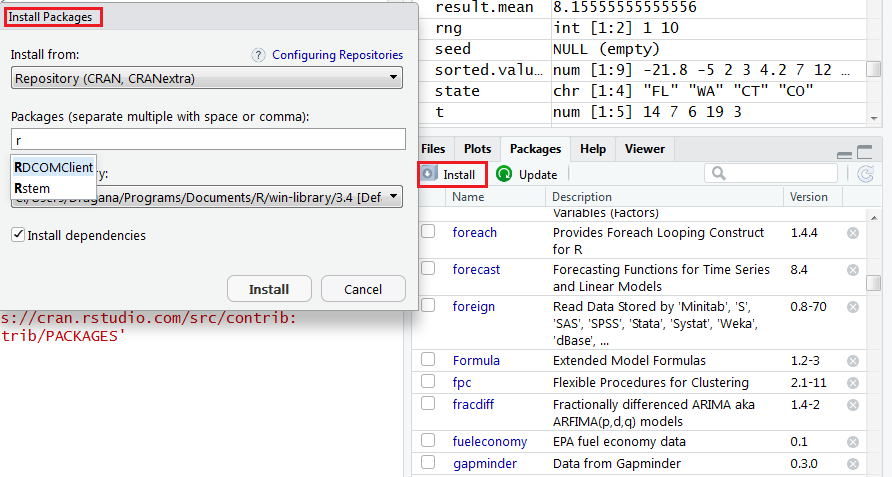 Install Packages
Install from:
? Configuring Repositories
Repository (CRAN, CRANextra)
Packages (separate multiple with space or comma):
r
RDCOMClient
Rstem
y:
/Programs/Documents/R/win-library/3.4 [Def
Install dependencies
Install Cancel
s://cran.rstudio.com/src/contrib:
trib/PACKAGES'
result.mean 8.15555555555556
rng int [1:2] 1 10
seed NULL (empty)
sorted.valu… num [1:9] -21.8 -5 2 3 4.2 7 12 …
state chr [1:4] "FL" "WA" "CT" "CO"
t num [1:5] 14 7 6 19 3
Files Plots Packages Help Viewer
Install Update
Name Description Version
Variables (Factors)
foreach Provides Foreach Looping Construct 1.4.4
for R
forecast Forecasting Functions for Time Series 8.4
and Linear Models
foreign Read Data Stored by 'Minitab', 'S', 0.8-70
'SAS', 'SPSS', 'Stata', 'Systat', 'Weka',
'dBase', ...
Formula Extended Model Formulas 1.2-3
fpc Flexible Procedures for Clustering 2.1-11
fracdiff Fractionally differenced ARIMA aka 1.4-2
ARFIMA(p,d,q) models
fueleconomy EPA fuel economy data 0.1
gapminder Data from Gapminder 0.3.0